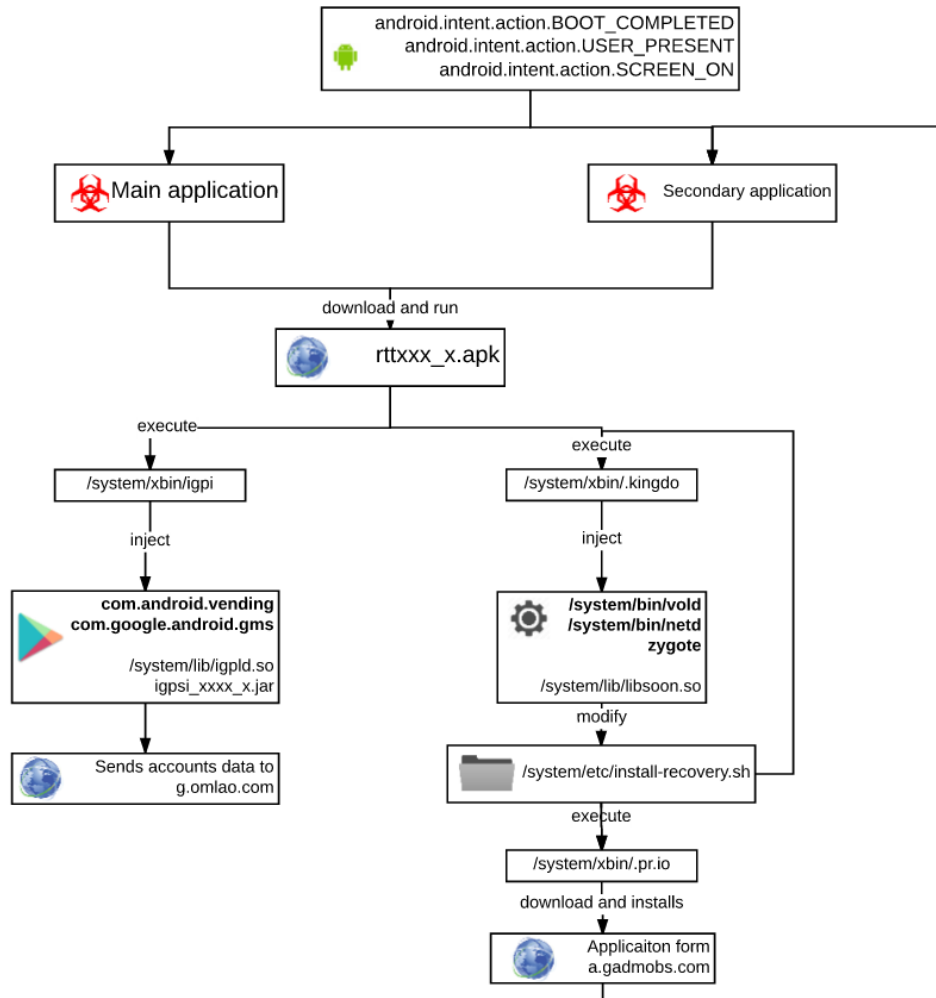 android.intent.action.BOOT_COMPLETED
android.intent.action.USER_PRESENT
android.intent.action.SCREEN_ON
Main application
Secondary application
download and run
rttxxx_x.apk
execute
execute
/system/xbin/igpi
/system/xbin/.kingdo
inject
inject
com.android.vending
com.google.android.gms
/system/lib/igpld.so
igpsi_xxxx_x.jar
/system/bin/vold
/system/bin/netd
zygote
/system/lib/libsoon.so
modify
Sends accounts data to
g.omlao.com
/system/etc/install-recovery.sh
execute
/system/xbin/.pr.io
download and installs
Applicaiton form
a.gadmobs.com